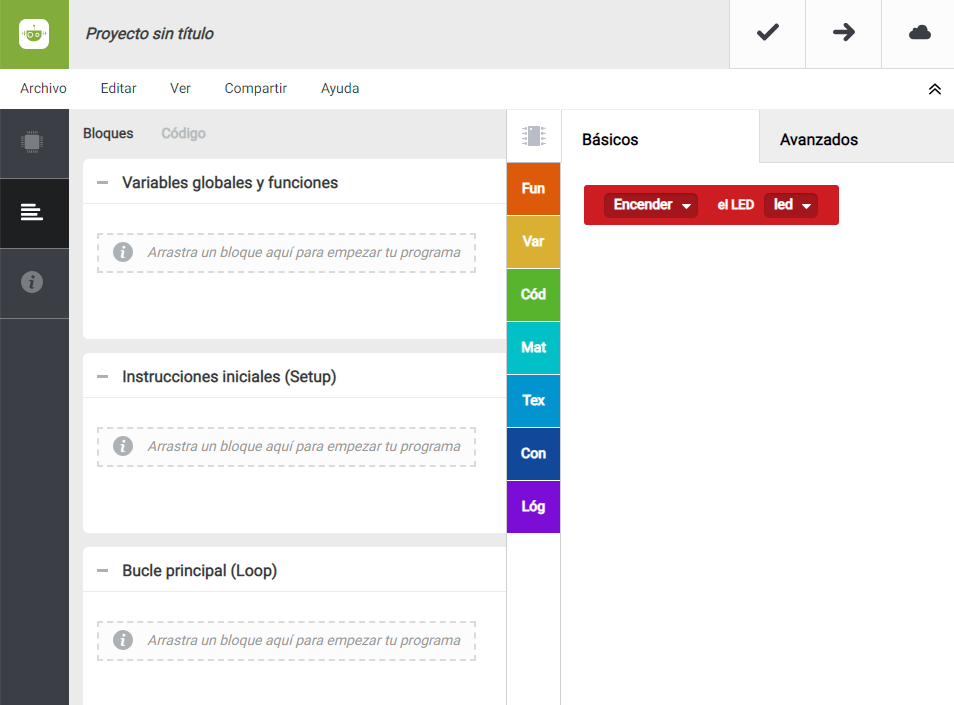 Proyecto sin título
Archivo Editar Ver Compartir Ayuda
Bloques Código
Variables globales y funciones
Arrastra un bloque aquí para empezar tu programa
Instrucciones iniciales (Setup)
Arrastra un bloque aquí para empezar tu programa
Bucle principal (Loop)
Arrastra un bloque aquí para empezar tu programa
Fun
Var
Cód
Mat
Tex
Con
Lóg
Básicos Avanzados
Encender el LED led